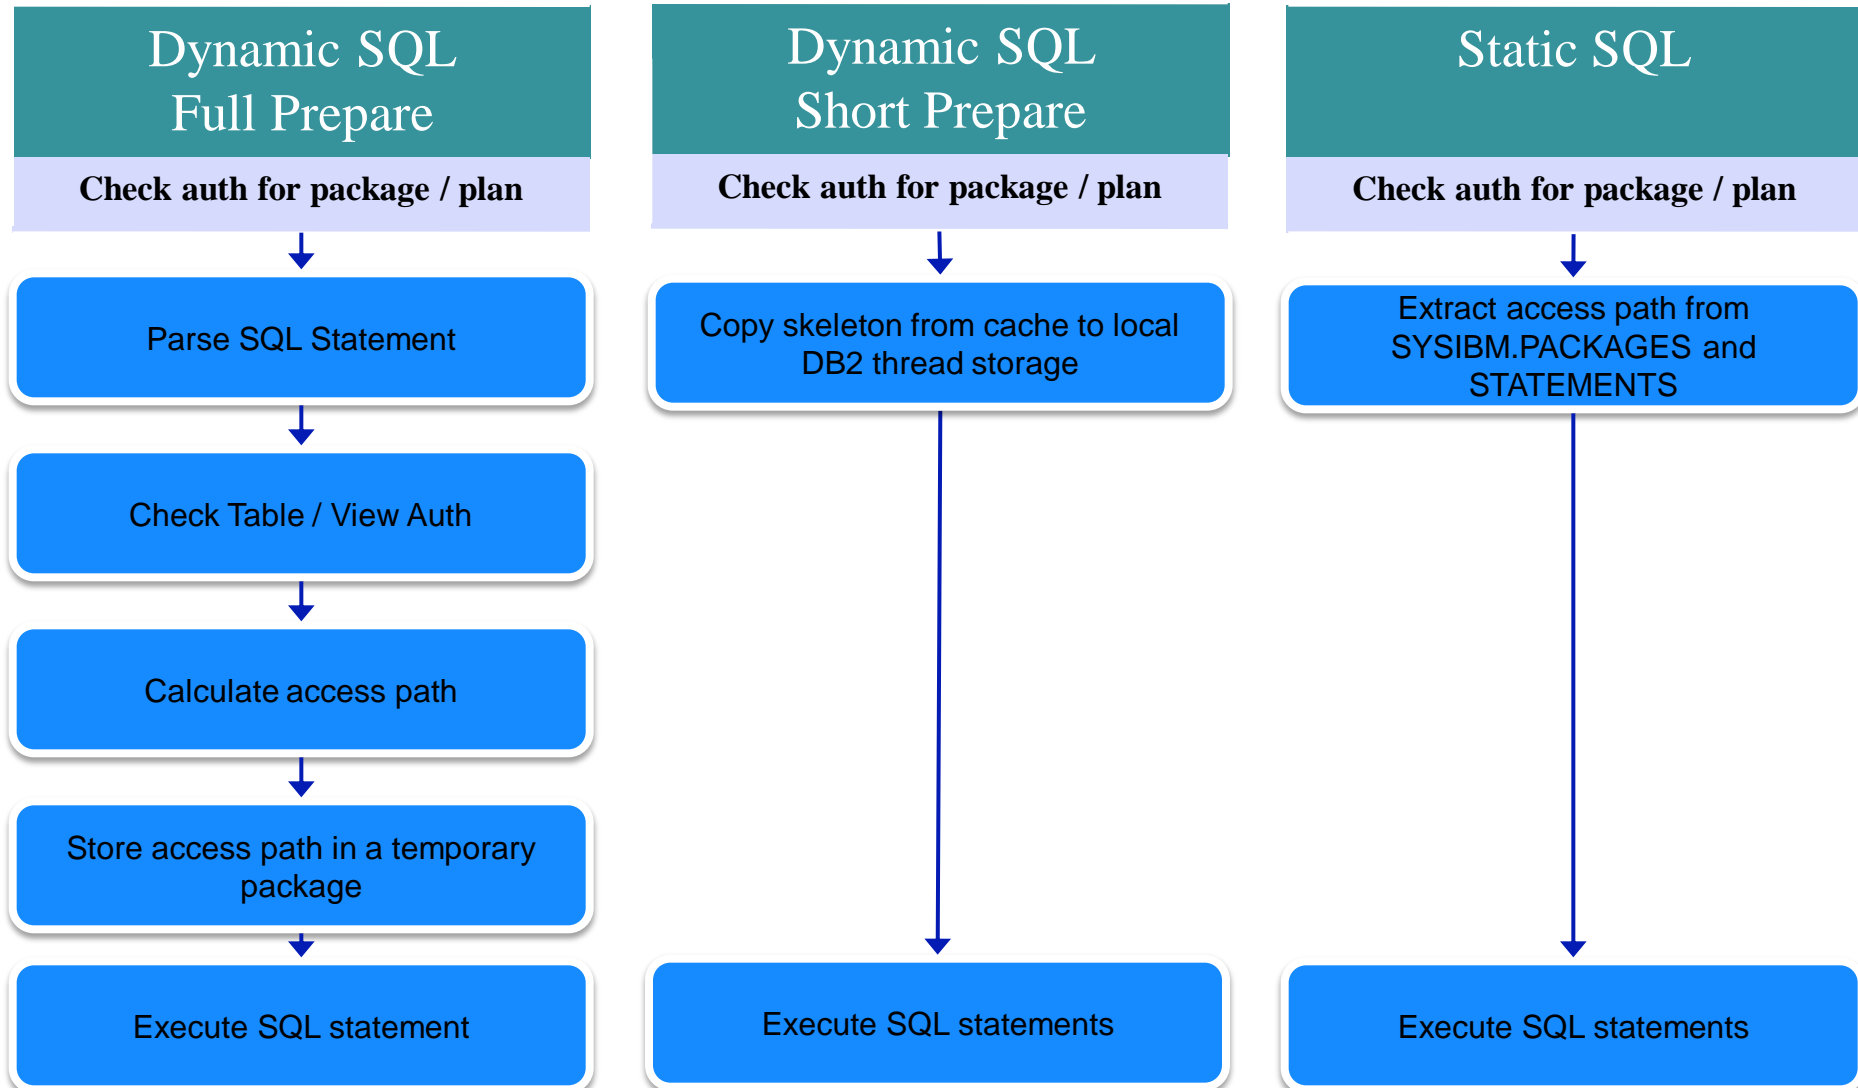 Dynamic SQL
Full Prepare
Check auth for package / plan
Parse SQL Statement
Check Table / View Auth
Calculate access path
Store access path in a temporary
package
Execute SQL statement
Dynamic SQL
Short Prepare
Check auth for package / plan
Copy skeleton from cache to local
DB2 thread storage
Execute SQL statements
Static SQL
Check auth for package / plan
Extract access path from
SYSIBM.PACKAGES and
STATEMENTS
Execute SQL statements